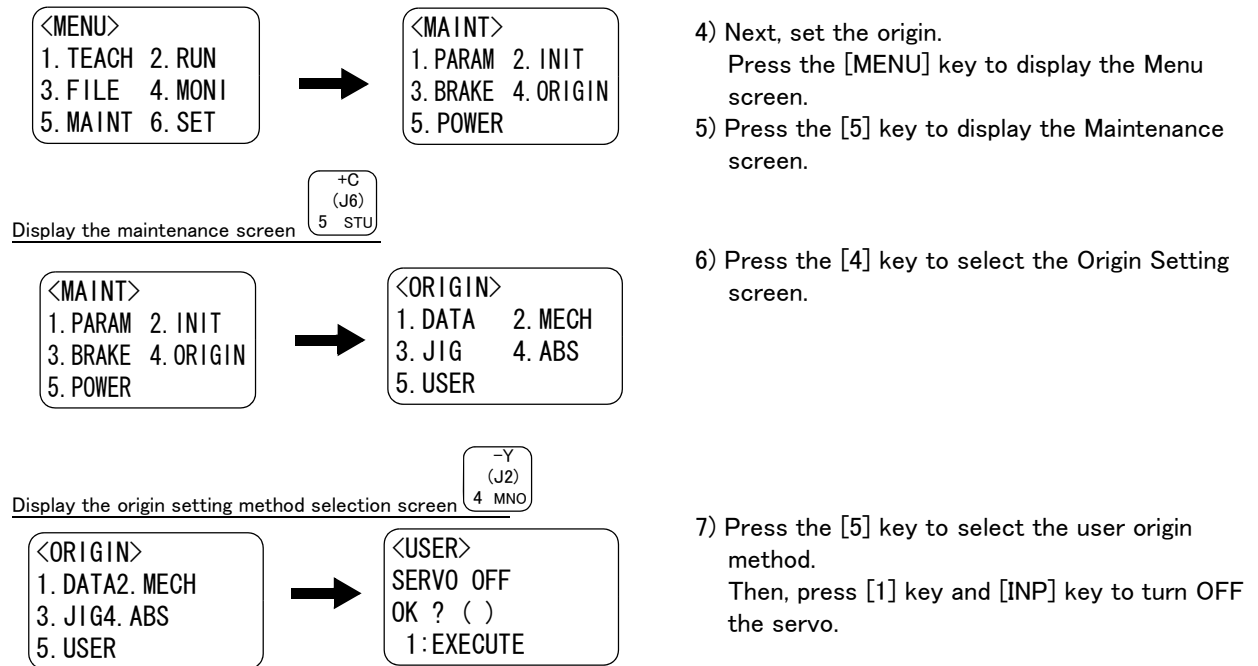 <MENU>
1. TEACH 2. RUN
3. FILE 4. MONI
5. MAINT 6. SET
<MAINT>
1. PARAM 2. INIT
3. BRAKE 4. ORIGIN
5. POWER
4) Next, set the origin.
Press the [MENU] key to display the Menu
screen.
5) Press the [5] key to display the Maintenance
screen.
Display the maintenance screen
+C
(J6)
5 STU
<MAINT>
1. PARAM 2. INIT
3. BRAKE 4. ORIGIN
5. POWER
<ORIGIN>
1. DATA 2. MECH
3. JIG 4. ABS
5. USER
6) Press the [4] key to select the Origin Setting
screen.
Display the origin setting method selection screen
-Y
(J2)
4 MNO
<ORIGIN>
1. DATA2. MECH
3. JIG4. ABS
5. USER
<USER>
SERVO OFF
OK ? ( )
1:EXECUTE
7) Press the [5] key to select the user origin
method.
Then, press [1] key and [INP] key to turn OFF
the servo.